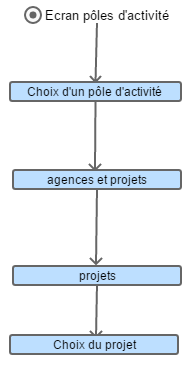 Ecran pôles d'activité
Choix d'un pôle d'activité
agences et projets
projets
Choix du projet